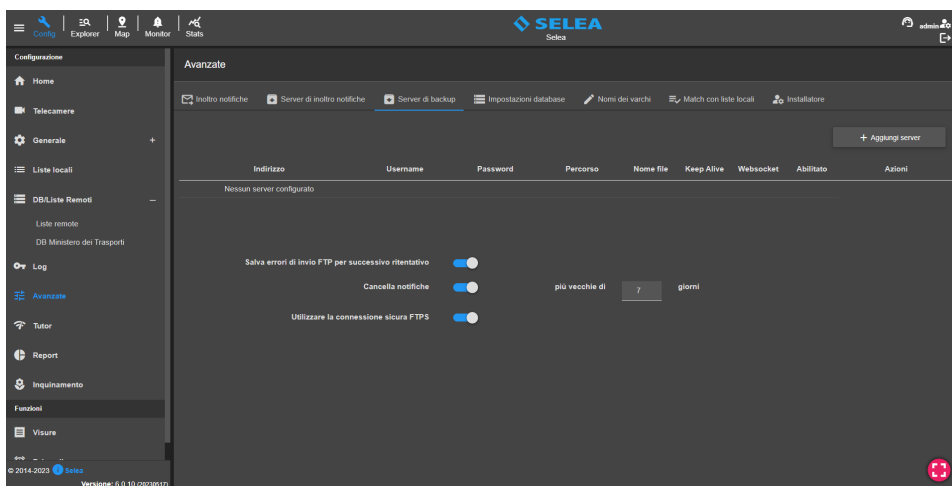 Config
Explorer
Map
Monitor
Stats
SELEA
Selea
admin
Configurazione
Home
Telecamere
Generale +
Liste locali
DB/Liste Remoti –
Liste remote
DB Ministero dei Trasporti
Log
Avanzate
Tutor
Report
Inquinamento
Funzioni
Visure
© 2014-2023 Selea
Versione: 6.0.10 (20230517)
Avanzate
Inoltro notifiche Server di inoltro notifiche Server di backup Impostazioni database Nomi dei varchi Match con liste locali Installatore
+ Aggiungi server
Indirizzo Username Password Percorso Nome file Keep Alive Websocket Abilitato Azioni
Nessun server configurato
Salva errori di invio FTP per successivo ritentativo
Cancella notifiche più vecchie di 7 giorni
Utilizzare la connessione sicura FTPS